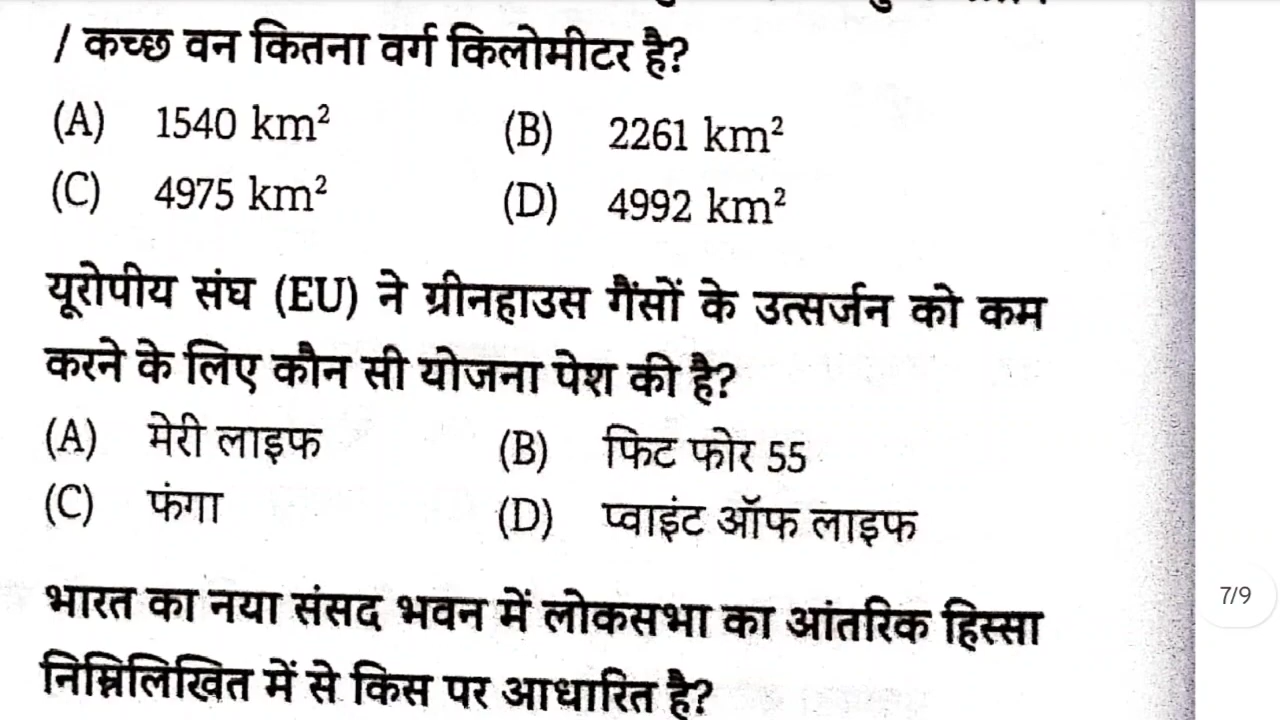 / कच्छ वन कितना वर्ग किलोमीटर है?
(A) 1540 km² (B) 2261 km²
(C) 4975 km² (D) 4992 km²
यूरोपीय संघ (EU) ने ग्रीनहाउस गैंसों के उत्सर्जन को कम
करने के लिए कौन सी योजना पेश की है?
(A) मेरी लाइफ (B) फिट फोर 55
(C) फंगा (D) प्वाइंट ऑफ लाइफ
भारत का नया संसद भवन में लोकसभा का आंतरिक हिस्सा
निम्नलिखित में से किस पर आधारित है?
7/9